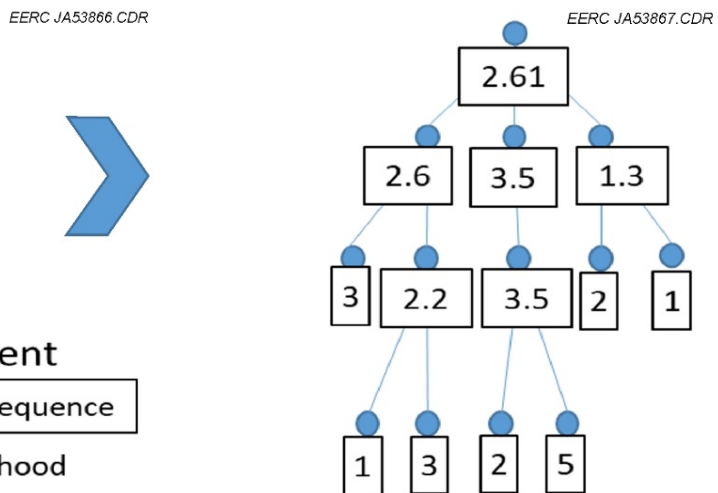 EERC JA53866.CDR
EERC JA53867.CDR
2.61
2.6 3.5 1.3
3 2.2 3.5 2 1
ent
equence
hood
1 3 2 5